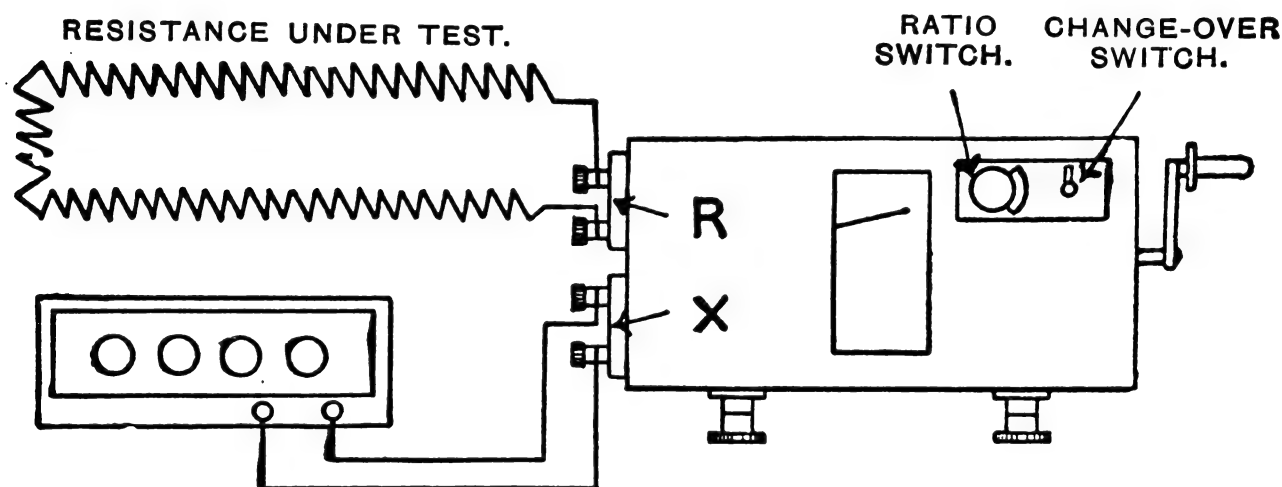 RESISTANCE UNDER TEST.
RATIO
SWITCH.
CHANGE-OVER
SWITCH.
R
X